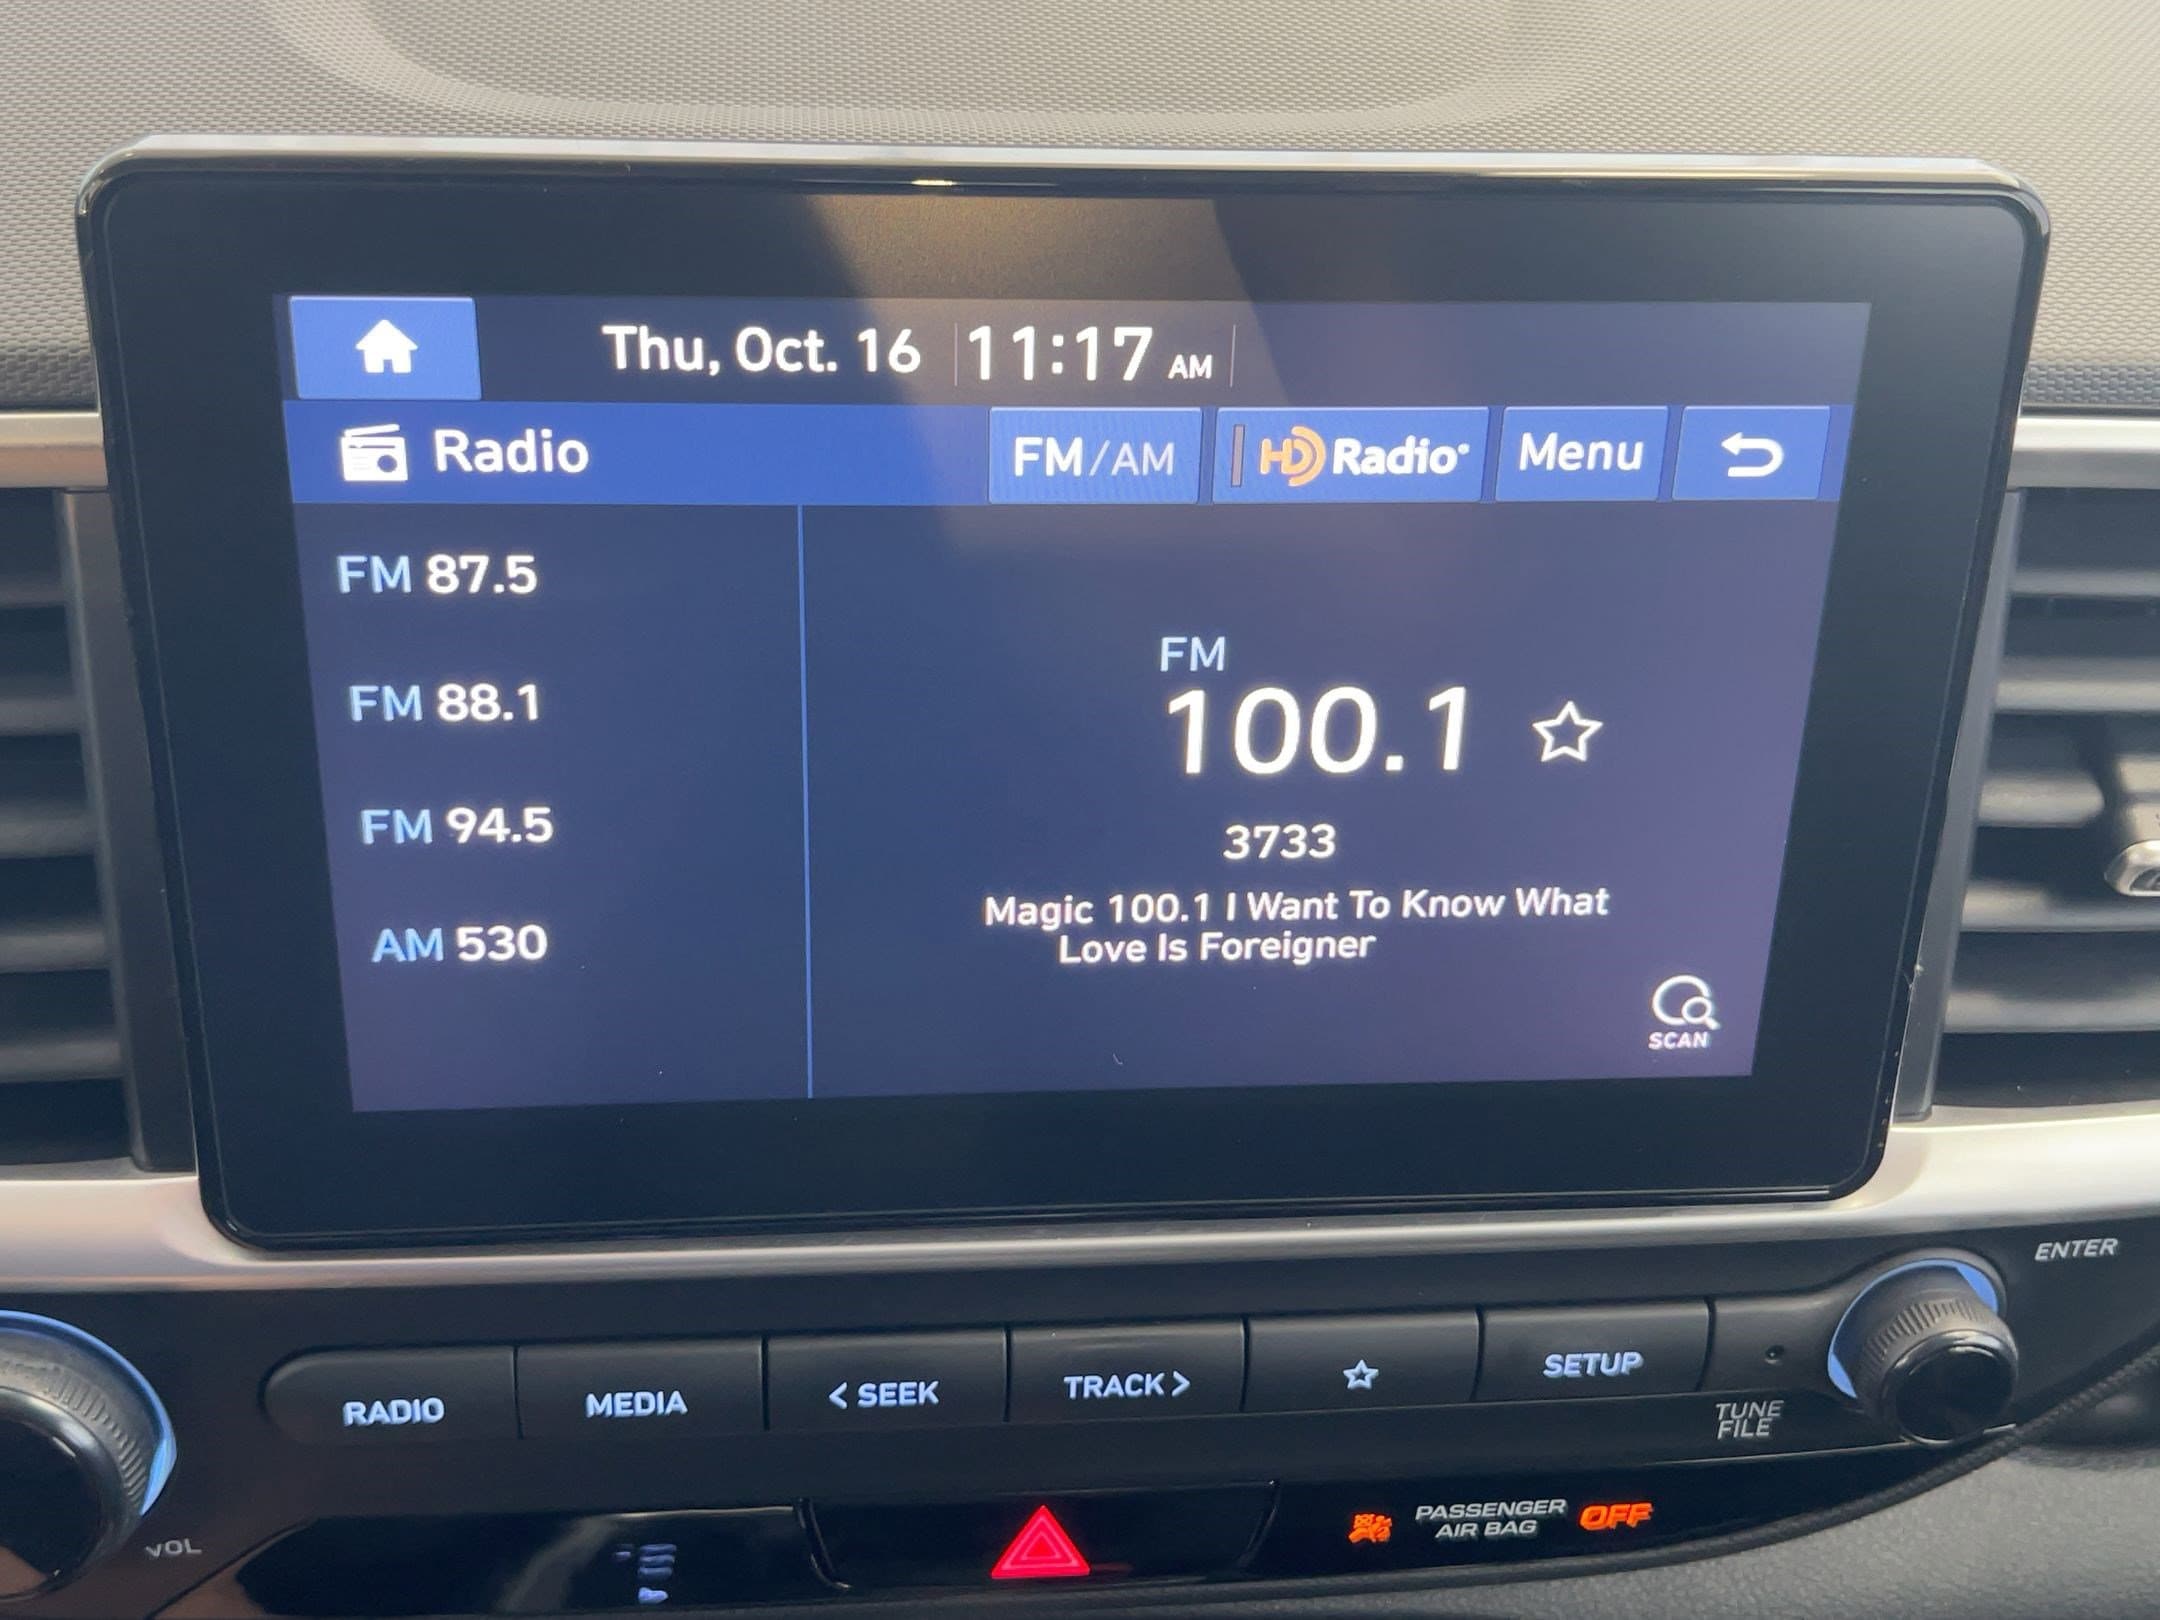 Thu, Oct. 16 11:17 AM
Radio FM/AM HD Radio Menu
FM 87.5
FM 88.1
FM 94.5
AM 530
FM
100.1
3733
Magic 100.1 I Want To Know What
Love Is Foreigner
SCAN
ENTER
RADIO MEDIA < SEEK TRACK > SETUP
TUNE
FILE
VOL
PASSENGER
AIR BAG
OFF